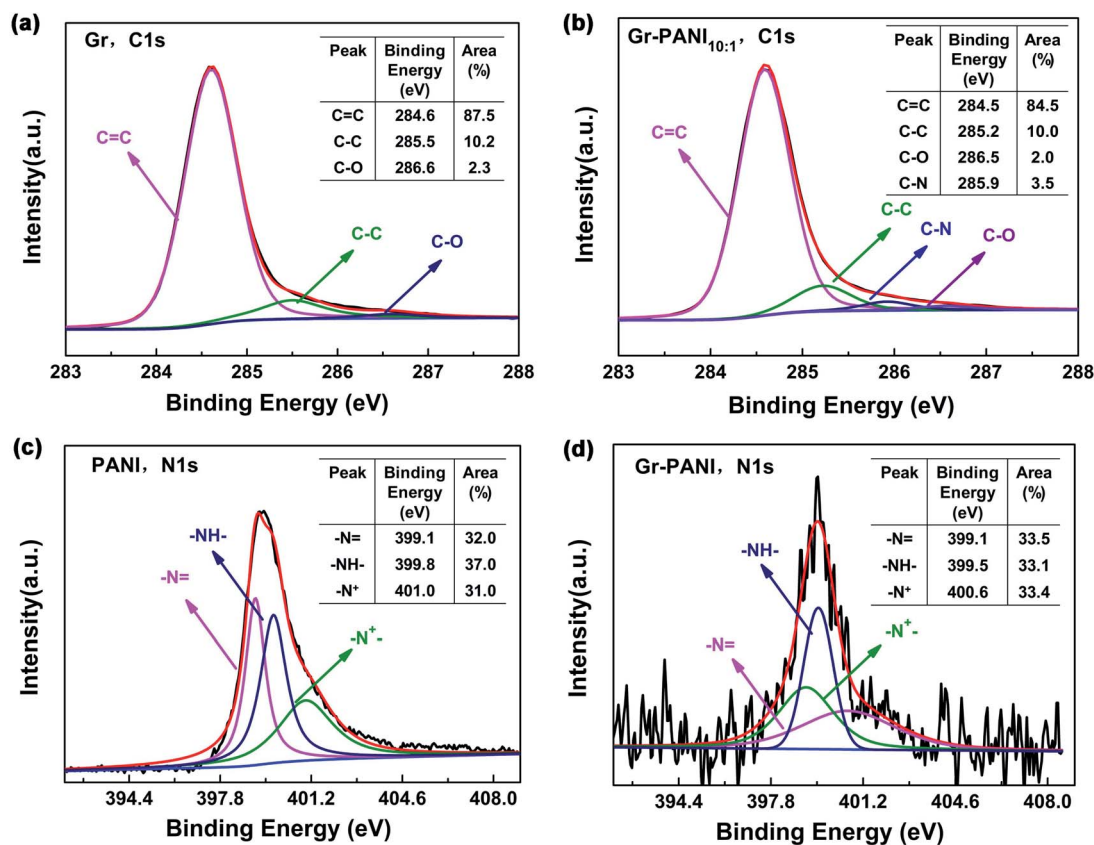 (a)
Gr，C1s
Peak Binding Energy (eV) Area (%)
C=C 284.6 87.5
C-C 285.5 10.2
C-O 286.6 2.3
C=C
C-C
C-O
Intensity(a.u.)
283 284 285 286 287 288
Binding Energy (eV)
(b)
Gr-PANI10:1，C1s
Peak Binding Energy (eV) Area (%)
C=C 284.5 84.5
C-C 285.2 10.0
C-O 286.5 2.0
C-N 285.9 3.5
C=C
C-C
C-N
C-O
Intensity(a.u.)
283 284 285 286 287 288
Binding Energy (eV)
(c)
PANI，N1s
Peak Binding Energy (eV) Area (%)
-N= 399.1 32.0
-NH- 399.8 37.0
-N+ 401.0 31.0
-NH-
-N=
-N+-
Intensity(a.u.)
394.4 397.8 401.2 404.6 408.0
Binding Energy (eV)
(d)
Gr-PANI，N1s
Peak Binding Energy (eV) Area (%)
-N= 399.1 33.5
-NH- 399.5 33.1
-N+ 400.6 33.4
-NH-
-N=
-N+-
Intensity(a.u.)
394.4 397.8 401.2 404.6 408.0
Binding Energy (eV)